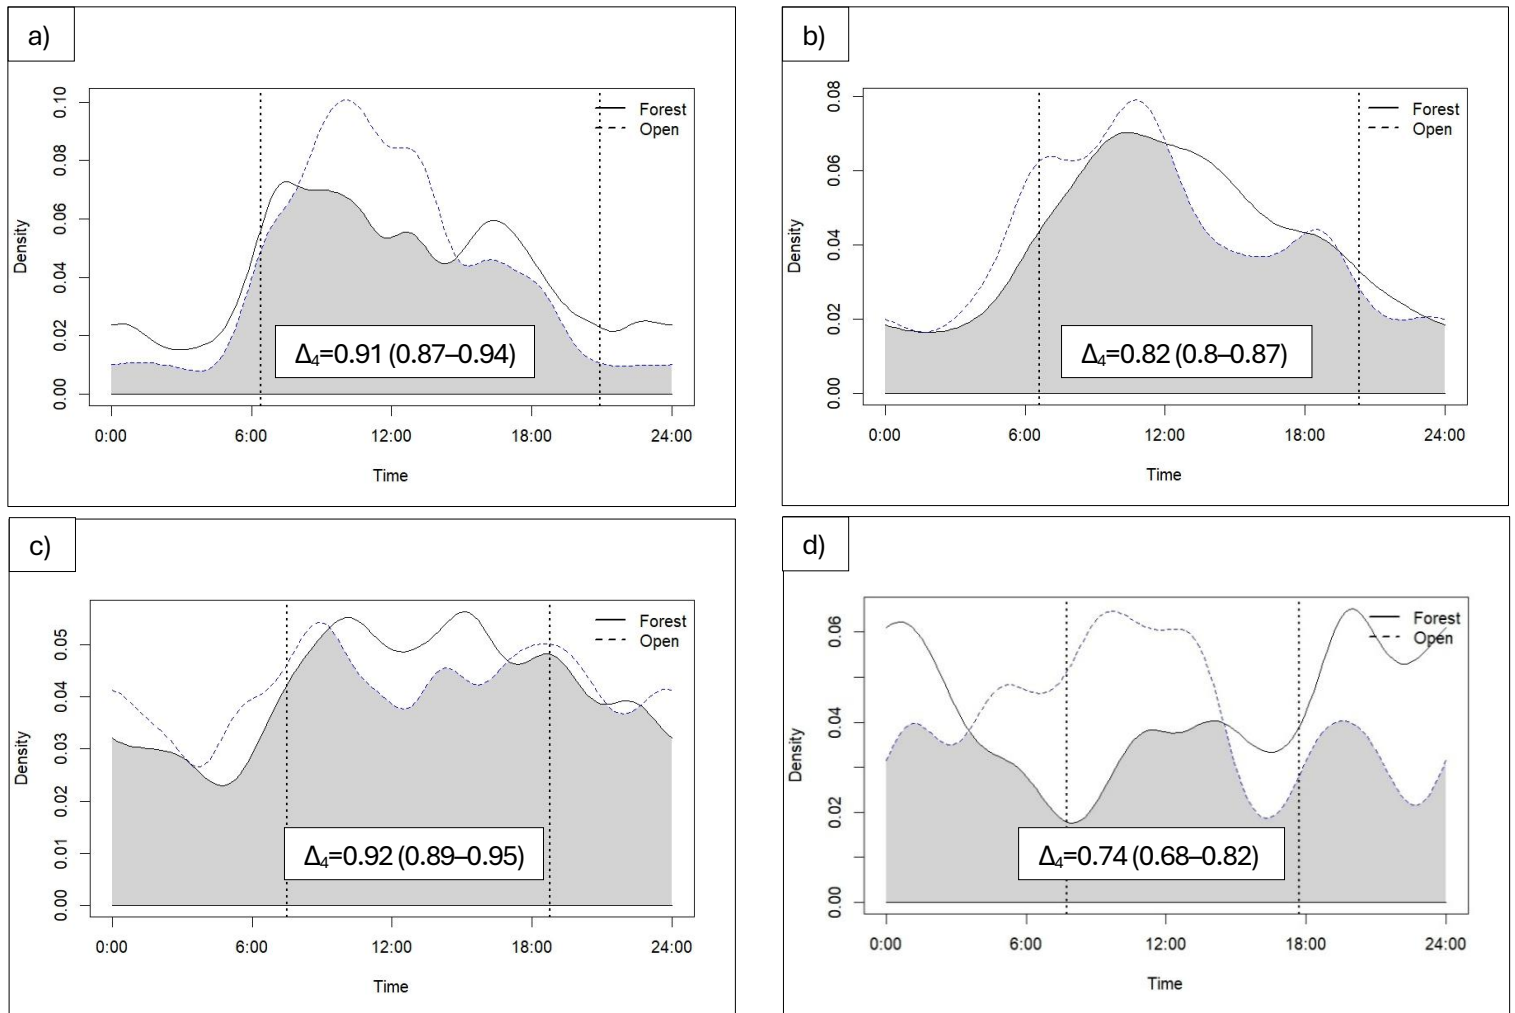 a)
Forest
Open
Density
0.00
0.02
0.04
0.06
0.08
0.10
Δ₄=0.91 (0.87–0.94)
0:00 6:00 12:00 18:00 24:00
Time
b)
Forest
Open
Density
0.00
0.02
0.04
0.06
0.08
Δ₄=0.82 (0.8–0.87)
0:00 6:00 12:00 18:00 24:00
Time
c)
Forest
Open
Density
0.00
0.01
0.02
0.03
0.04
0.05
Δ₄=0.92 (0.89–0.95)
0:00 6:00 12:00 18:00 24:00
Time
d)
Forest
Open
Density
0.00
0.02
0.04
0.06
Δ₄=0.74 (0.68–0.82)
0:00 6:00 12:00 18:00 24:00
Time